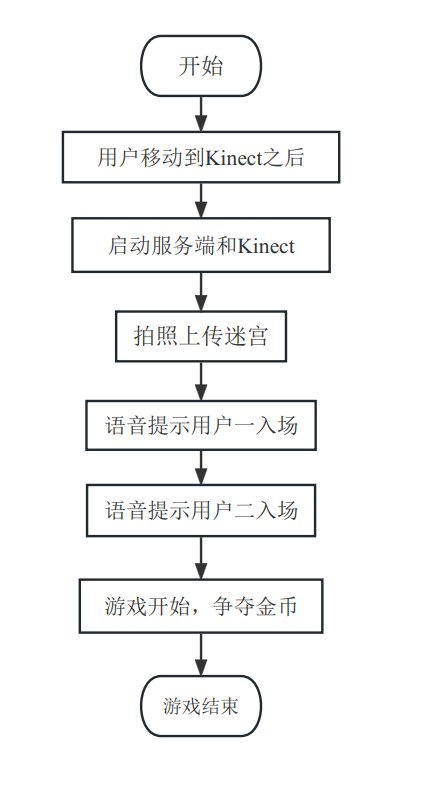 开始
用户移动到Kinect之后
启动服务端和Kinect
拍照上传迷宫
语音提示用户一入场
语音提示用户二入场
游戏开始，争夺金币
游戏结束